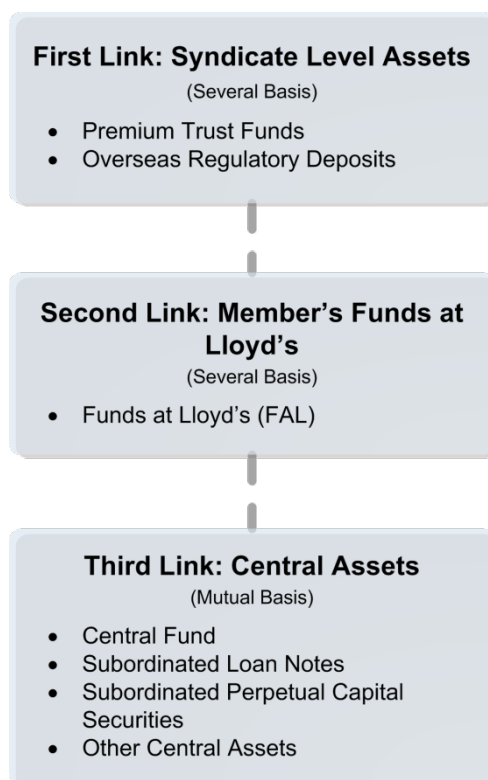 First Link: Syndicate Level Assets
(Several Basis)
• Premium Trust Funds
• Overseas Regulatory Deposits
Second Link: Member’s Funds at
Lloyd’s
(Several Basis)
• Funds at Lloyd’s (FAL)
Third Link: Central Assets
(Mutual Basis)
• Central Fund
• Subordinated Loan Notes
• Subordinated Perpetual Capital
Securities
• Other Central Assets